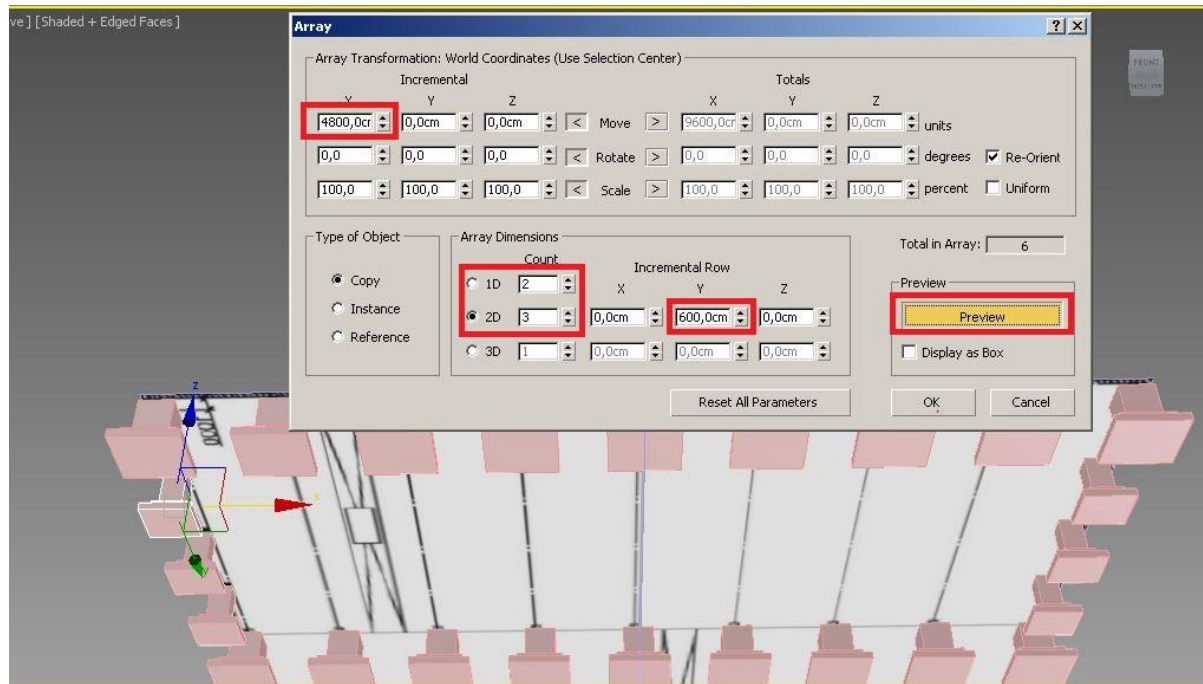 ve ] [Shaded + Edged Faces ]
Array
Array Transformation: World Coordinates (Use Selection Center)
Incremental Totals
X Y Z X Y Z
4800,0cr 0,0cm 0,0cm < Move > 9600,0cr 0,0cm 0,0cm units
0,0 0,0 0,0 < Rotate > 0,0 0,0 0,0 degrees Re-Orient
100,0 100,0 100,0 < Scale > 100,0 100,0 100,0 percent Uniform
Type of Object
Copy
Instance
Reference
Array Dimensions
Count
Incremental Row
1D 2 X Y Z
2D 3 0,0cm 600,0cm 0,0cm
3D 1 0,0cm 0,0cm 0,0cm
Total in Array: 6
Preview
Preview
Display as Box
Reset All Parameters OK Cancel
FRONT
z
x
y